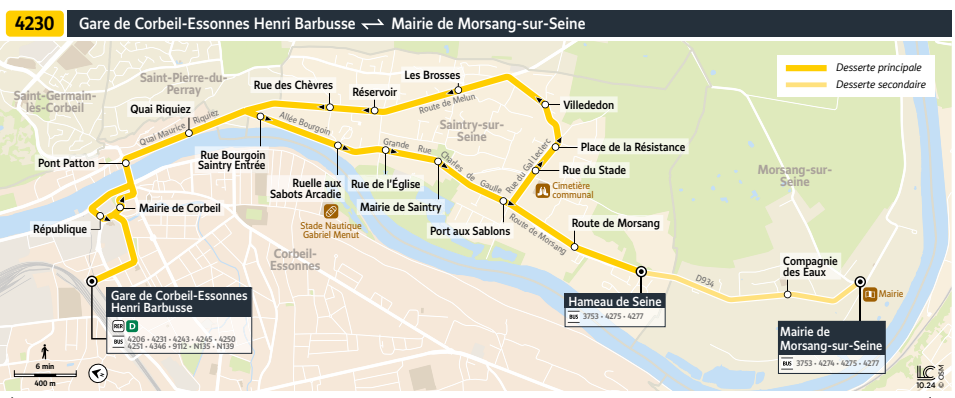 4230 Gare de Corbeil-Essonnes Henri Barbusse Mairie de Morsang-sur-Seine
Desserte principale
Desserte secondaire
Saint-Germain-
lès-Corbeil
Saint-Pierre-du-
Perray
Quai Riquiez
Quai Maurice Riquiez
Rue des Chèvres
Réservoir
Les Brosses
Route de Melun
Villededon
Saintry-sur-
Seine
Place de la Résistance
Rue du Gal Leclerc
Rue du Stade
Cimetière
communal
Morsang-sur-
Seine
Allée Bourgoin
Grande Rue
Charles de Gaulle
Pont Patton
Rue Bourgoin
Saintry Entrée
Ruelle aux
Sabots Arcadie
Rue de l'Église
Mairie de Saintry
Port aux Sablons
Route de Morsang
Route de Morsang
Mairie de Corbeil
République
Stade Nautique
Gabriel Menut
Corbeil-
Essonnes
D934
Compagnie
des Eaux
Mairie
Gare de Corbeil-Essonnes
Henri Barbusse
RER D
BUS 4206 • 4231 • 4243 • 4245 • 4250
4251 • 4346 • 9112 • N135 • N139
Hameau de Seine
BUS 3753 • 4275 • 4277
Mairie de
Morsang-sur-Seine
BUS 3753 • 4274 • 4275 • 4277
6 min
400 m
LC
10.24 © OSM